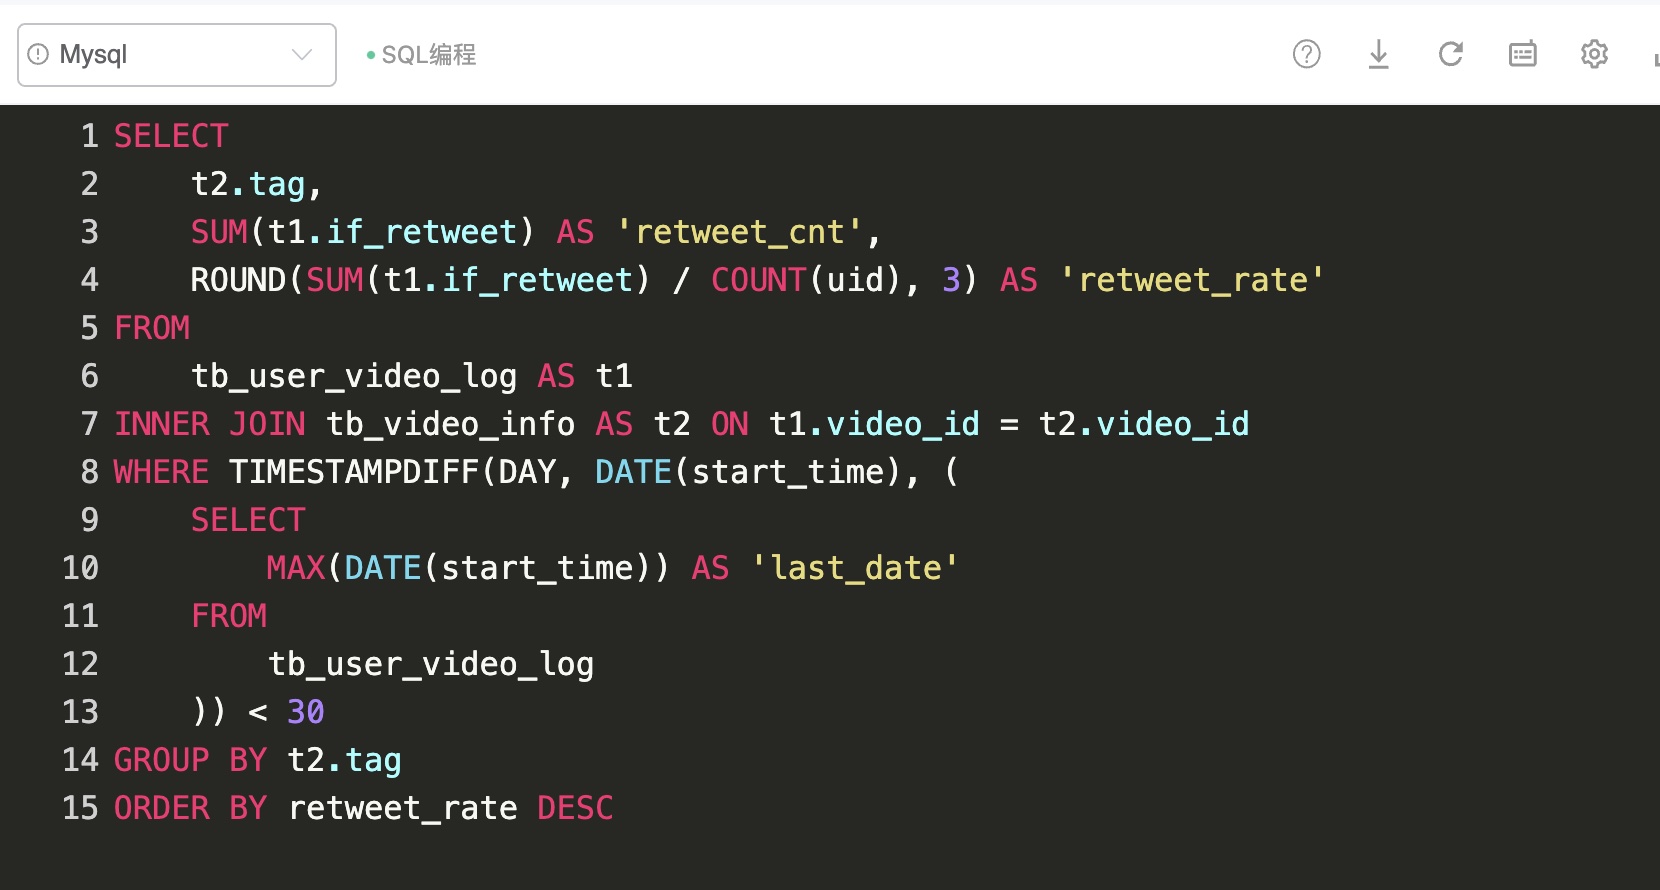 Mysql
SQL编程
1 SELECT
2     t2.tag,
3     SUM(t1.if_retweet) AS 'retweet_cnt',
4     ROUND(SUM(t1.if_retweet) / COUNT(uid), 3) AS 'retweet_rate'
5 FROM
6     tb_user_video_log AS t1
7 INNER JOIN tb_video_info AS t2 ON t1.video_id = t2.video_id
8 WHERE TIMESTAMPDIFF(DAY, DATE(start_time), (
9     SELECT
10         MAX(DATE(start_time)) AS 'last_date'
11     FROM
12         tb_user_video_log
13     )) < 30
14 GROUP BY t2.tag
15 ORDER BY retweet_rate DESC